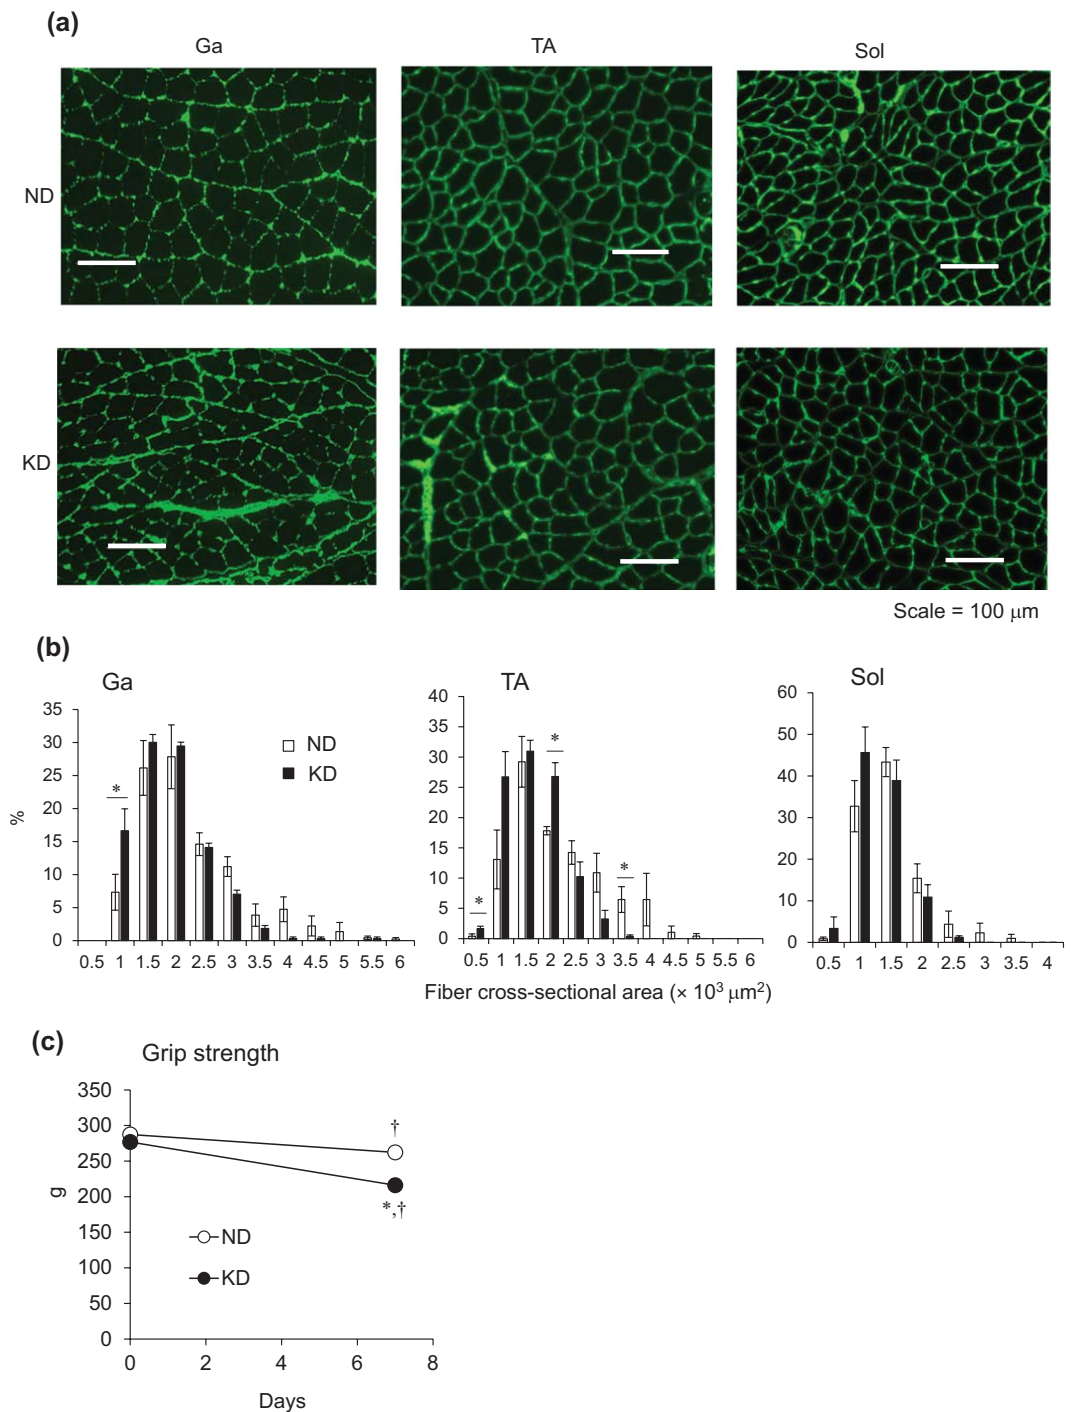 (a)
Ga TA Sol
ND
KD
Scale = 100 μm
(b)
Ga TA Sol
35 30 25 20 15 10 5 0
%
ND
KD
*
0.5 1 1.5 2 2.5 3 3.5 4 4.5 5 5.5 6
40 35 30 25 20 15 10 5 0
* * *
0.5 1 1.5 2 2.5 3 3.5 4 4.5 5 5.5 6
60 50 40 30 20 10 0
0.5 1 1.5 2 2.5 3 3.5 4
Fiber cross-sectional area (× 10³ μm²)
(c)
Grip strength
350
300
250
200
150
100
50
0
g
†
*,†
ND
KD
0 2 4 6 8
Days